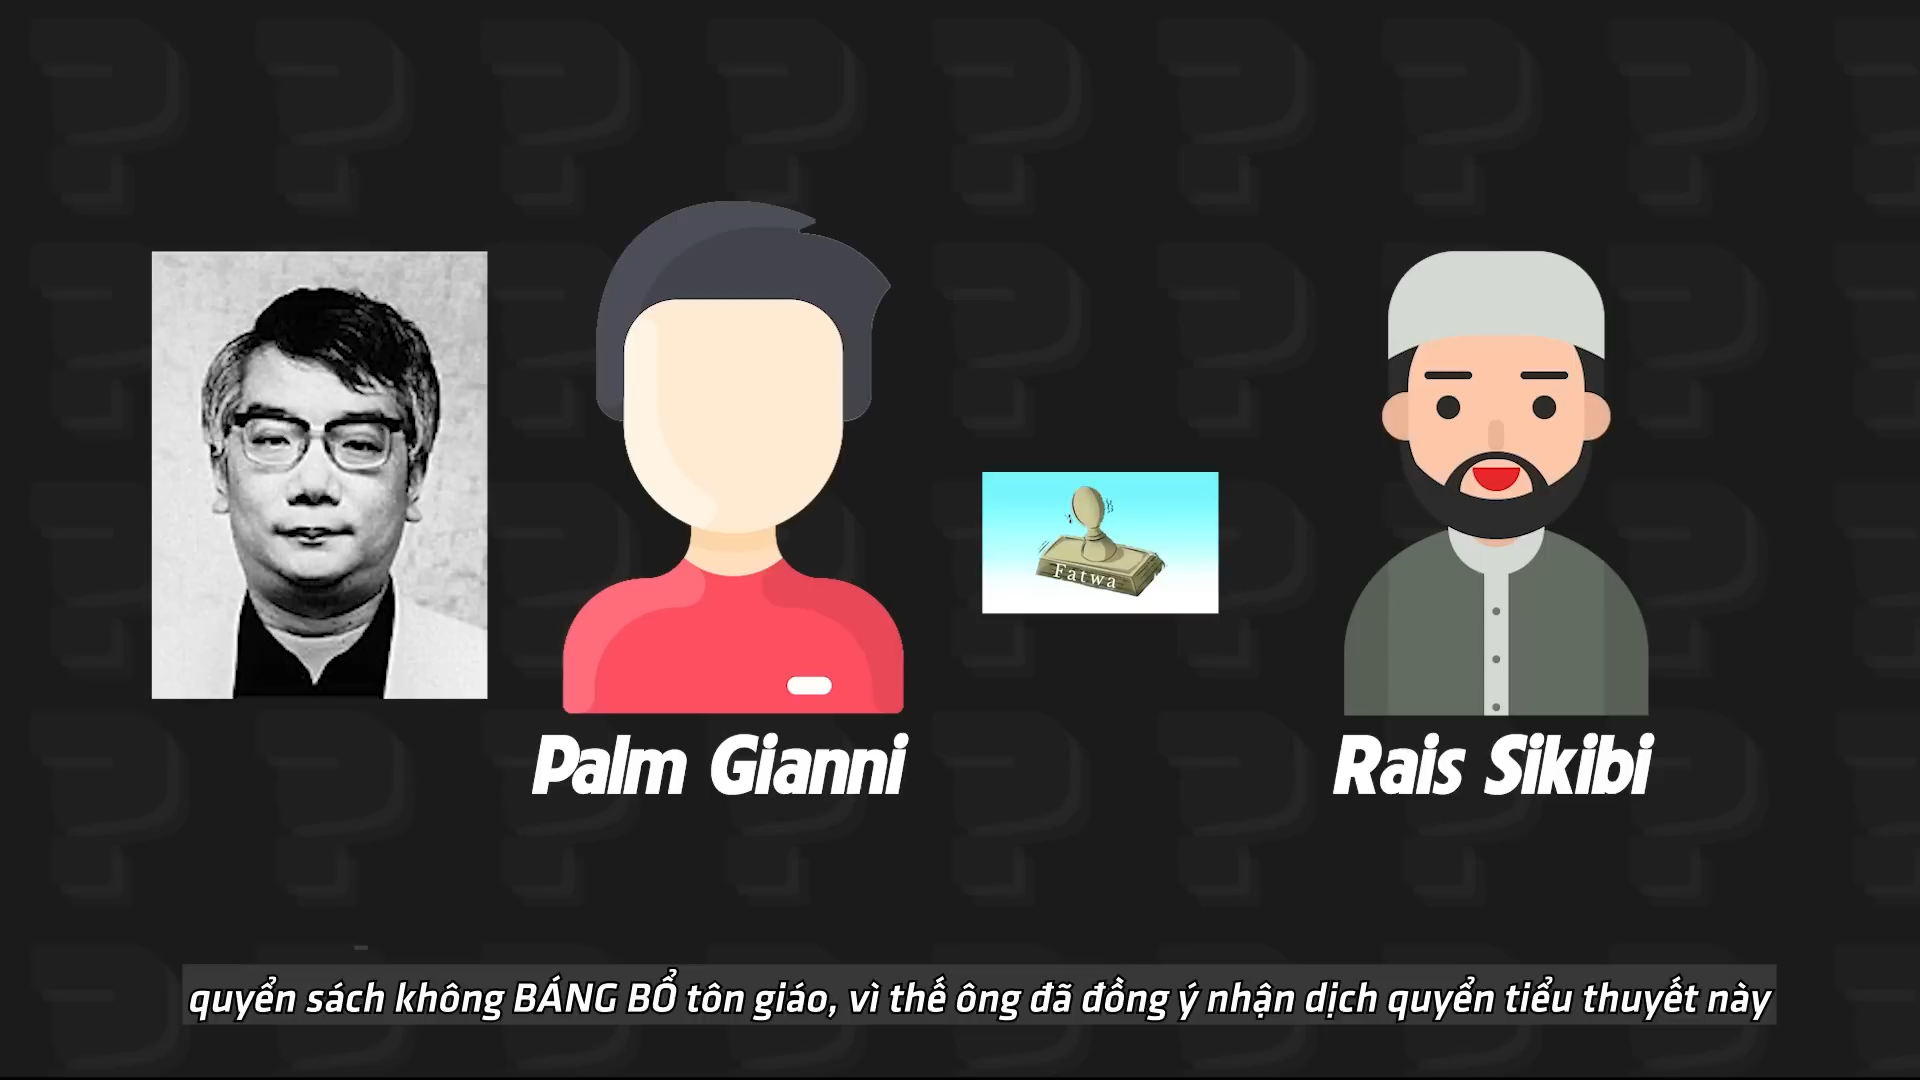 Fatwa
Palm Gianni
Rais Sikibi
quyển sách không BÁNG BỔ tôn giáo, vì thế ông đã đồng ý nhận dịch quyển tiểu thuyết này